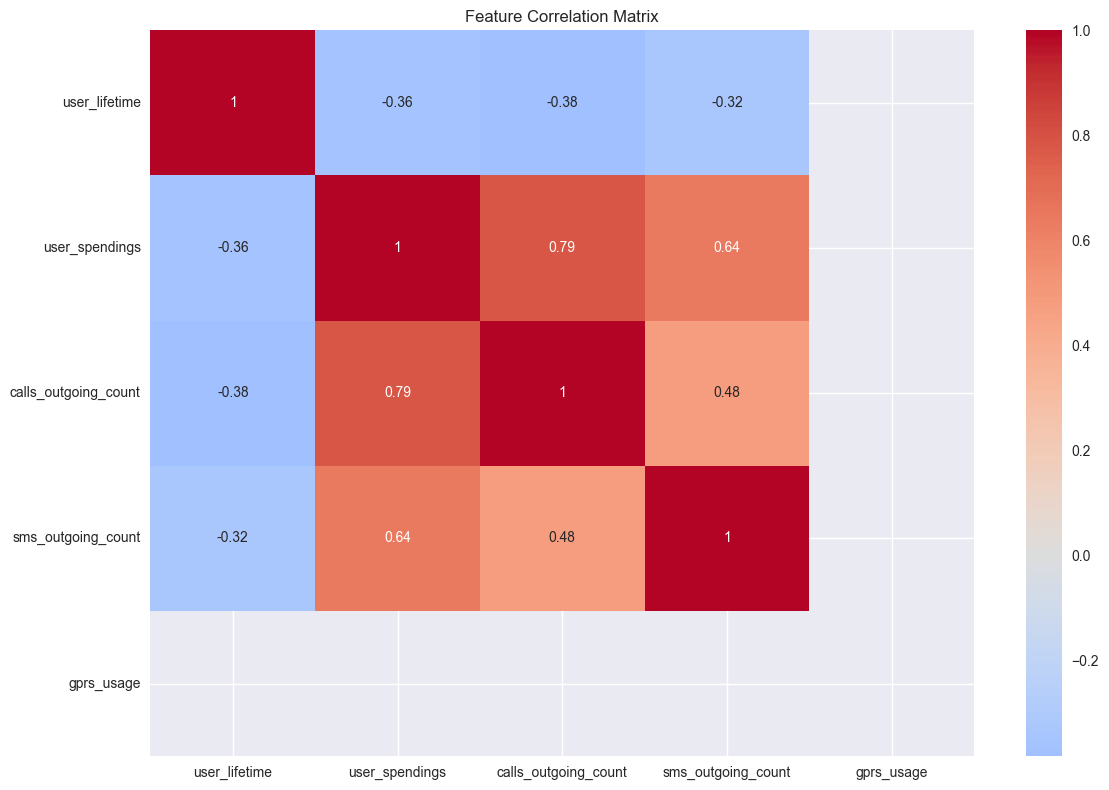 Feature Correlation Matrix
user_lifetime 1 -0.36 -0.38 -0.32
user_spendings -0.36 1 0.79 0.64
calls_outgoing_count -0.38 0.79 1 0.48
sms_outgoing_count -0.32 0.64 0.48 1
gprs_usage
user_lifetime user_spendings calls_outgoing_count sms_outgoing_count gprs_usage
1.0
0.8
0.6
0.4
0.2
0.0
−0.2